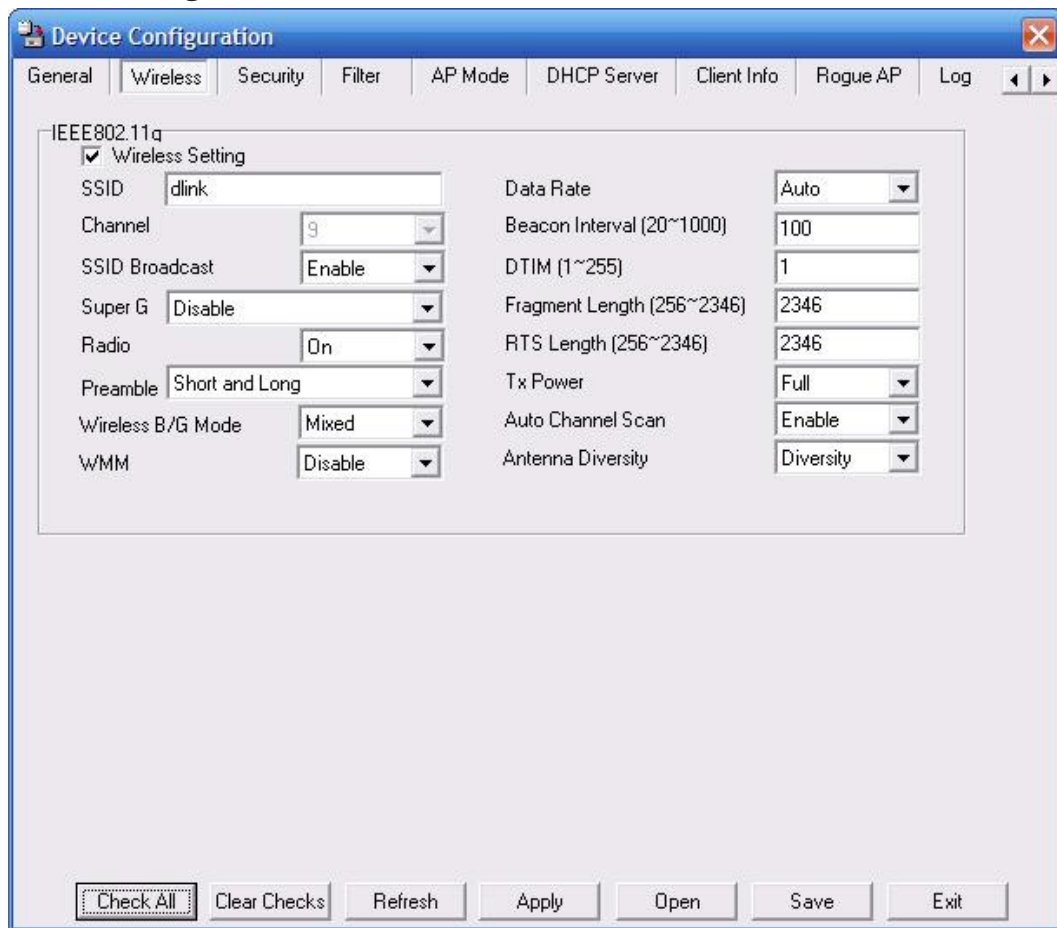 Device Configuration
General Wireless Security Filter AP Mode DHCP Server Client Info Rogue AP Log
IEEE802.11g
Wireless Setting
SSID dlink
Data Rate Auto
Channel 9
Beacon Interval (20~1000) 100
SSID Broadcast Enable
DTIM (1~255) 1
Super G Disable
Fragment Length (256~2346) 2346
Radio On
RTS Length (256~2346) 2346
Preamble Short and Long
Tx Power Full
Wireless B/G Mode Mixed
Auto Channel Scan Enable
WMM Disable
Antenna Diversity Diversity
Check All Clear Checks Refresh Apply Open Save Exit